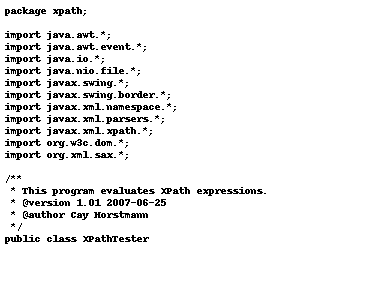 package xpath;

import java.awt.*;
import java.awt.event.*;
import java.io.*;
import java.nio.file.*;
import javax.swing.*;
import javax.swing.border.*;
import javax.xml.namespace.*;
import javax.xml.parsers.*;
import javax.xml.xpath.*;
import org.w3c.dom.*;
import org.xml.sax.*;

/**
 * This program evaluates XPath expressions.
 * @version 1.01 2007-06-25
 * @author Cay Horstmann
 */
public class XPathTester